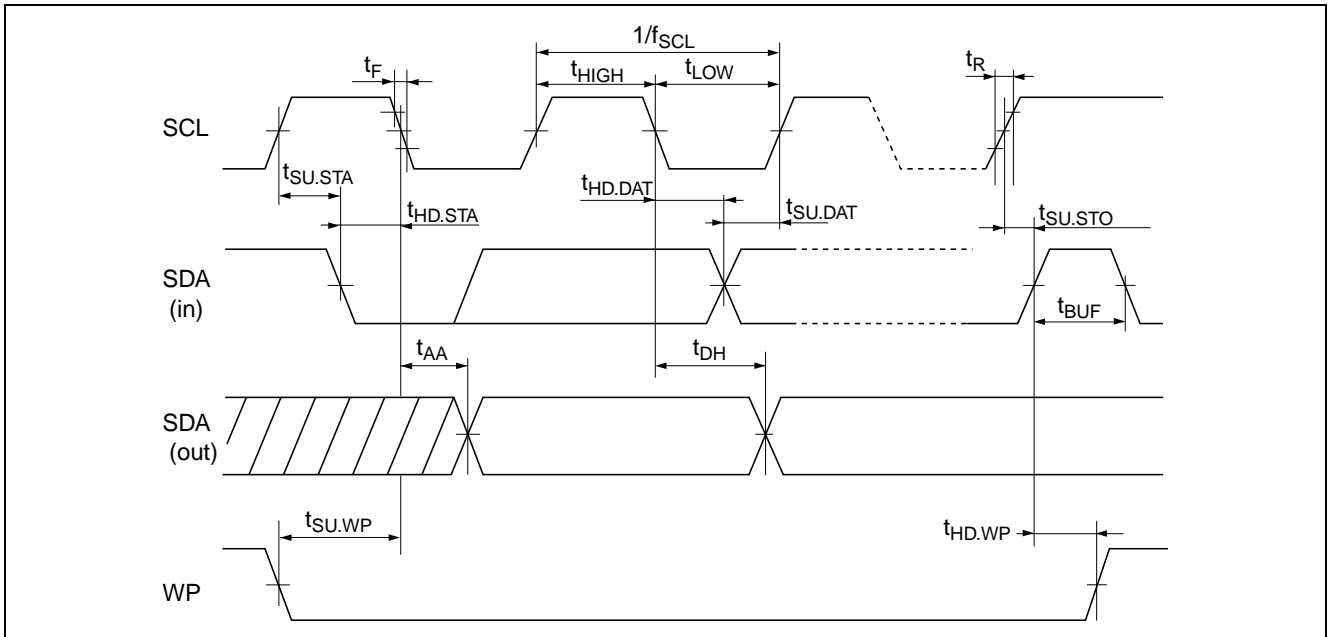 1/fSCL
tF
tHIGH
tLOW
tR
SCL
tSU.STA
tHD.STA
tHD.DAT
tSU.DAT
tSU.STO
SDA
(in)
tBUF
tAA
tDH
SDA
(out)
tSU.WP
tHD.WP
WP